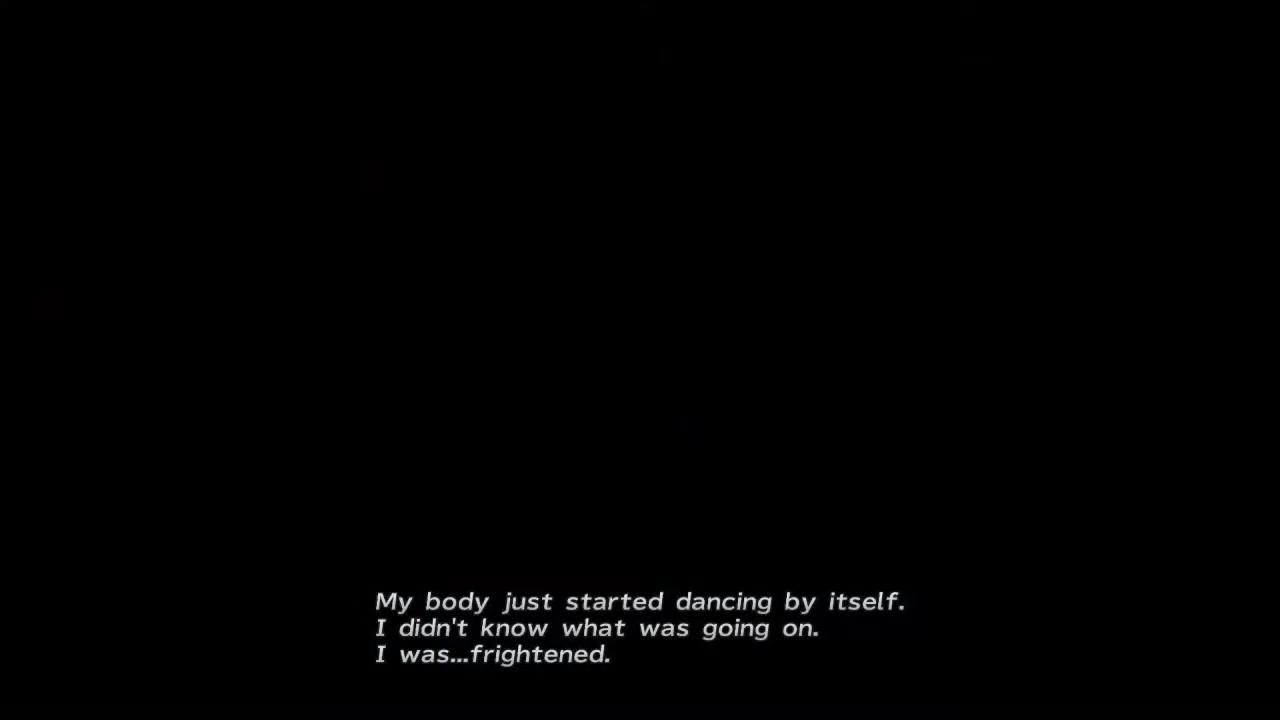 My body just started dancing by itself.
I didn't know what was going on.
I was...frightened.